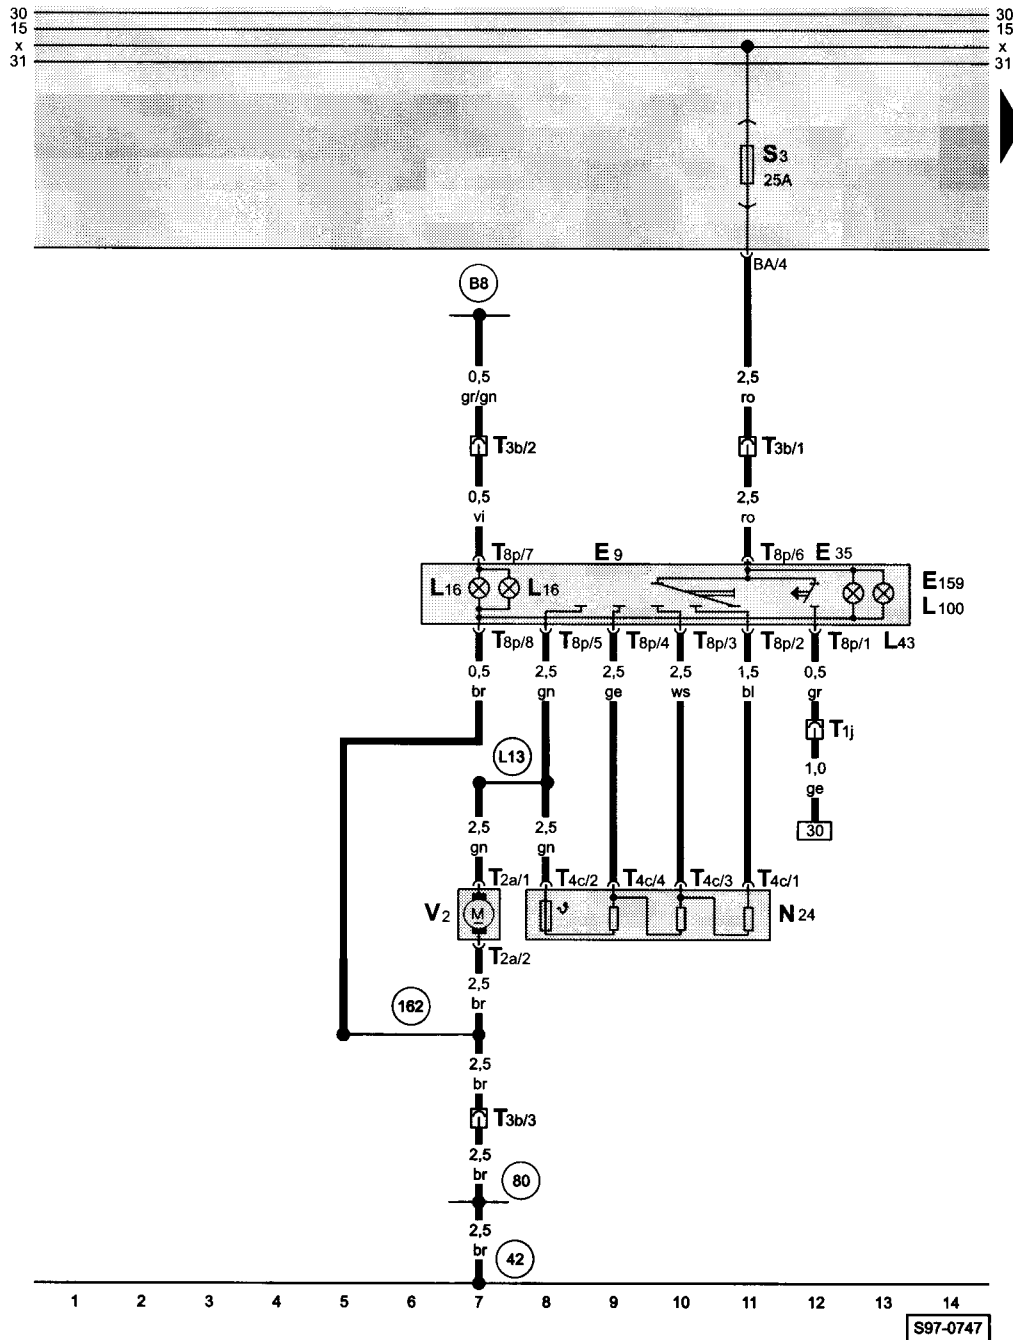 30 30
15 15
x x
31 31
S3
25A
BA/4
B8
0,5 2,5
gr/gn ro
T3b/2 T3b/1
0,5 2,5
vi ro
T8p/7 E9 T8p/6 E35
L16 L16 E159
L100
T8p/8 T8p/5 T8p/4 T8p/3 T8p/2 T8p/1 L43
0,5 2,5 2,5 2,5 1,5 0,5
br gn ge ws bl gr
T1j
L13
1,0
ge
30
2,5 2,5
gn gn
T2a/1 T4c/2 T4c/4 T4c/3 T4c/1
V2 M N24
T2a/2
2,5
br
162
2,5
br
T3b/3
2,5
br
80
2,5
br
42
1 2 3 4 5 6 7 8 9 10 11 12 13 14
S97-0747